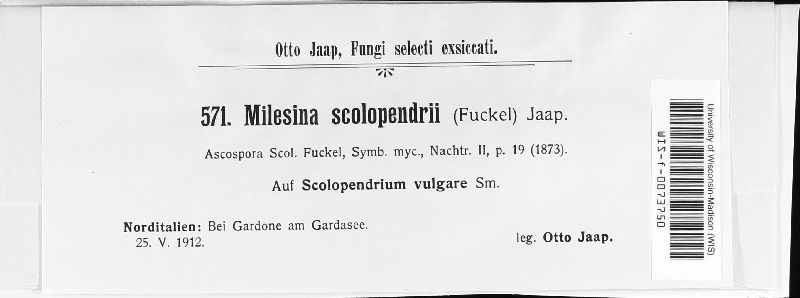 Otto Jaap, Fungi selecti exsiccati.
571. Milesina scolopendrii (Fuckel) Jaap.
Ascospora Scol. Fuckel, Symb. myc., Nachtr. II, p. 19 (1873).
Auf Scolopendrium vulgare Sm.
Norditalien: Bei Gardone am Gardasee.
25. V. 1912.
leg. Otto Jaap.
University of Wisconsin-Madison (WIS)
WIS-f-0073750